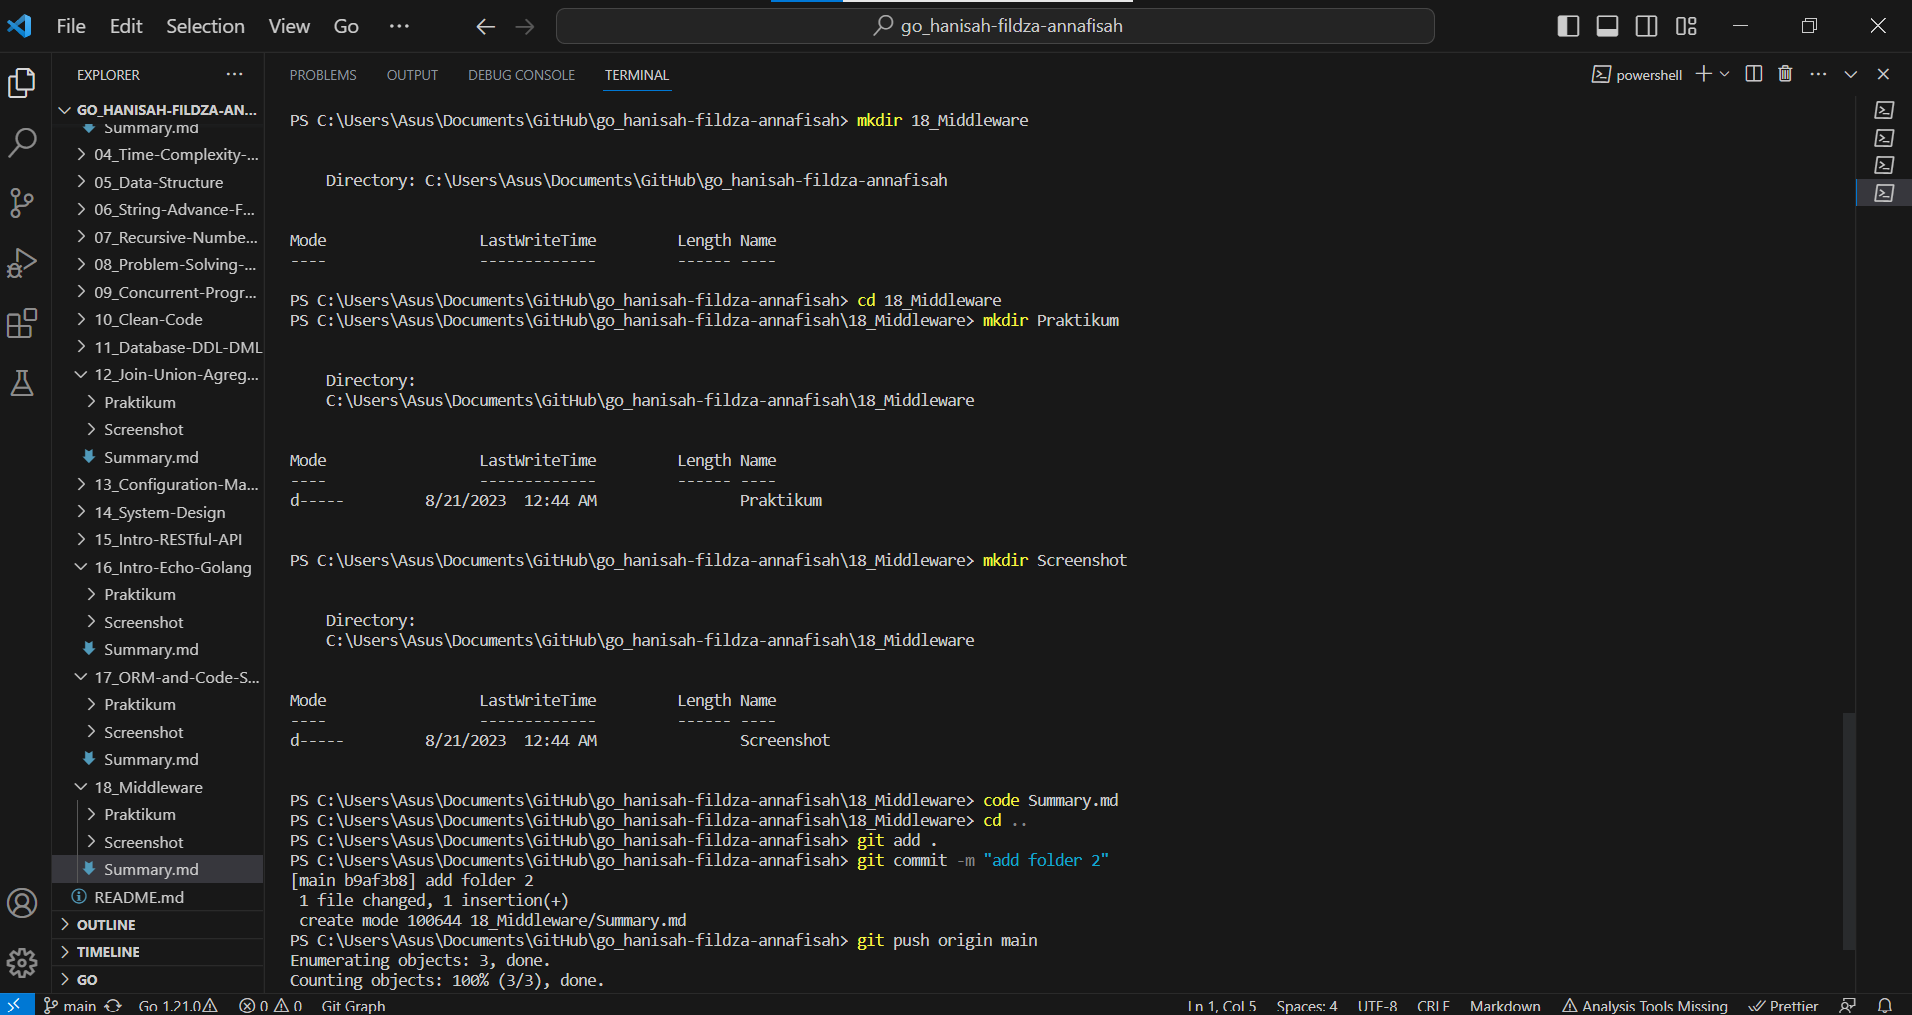 File Edit Selection View Go ··· go_hanisah-fildza-annafisah
EXPLORER ···
GO_HANISAH-FILDZA-AN...
Summary.md
04_Time-Complexity-...
05_Data-Structure
06_String-Advance-F...
07_Recursive-Numbe...
08_Problem-Solving-...
09_Concurrent-Progr...
10_Clean-Code
11_Database-DDL-DML
12_Join-Union-Agreg...
Praktikum
Screenshot
Summary.md
13_Configuration-Ma...
14_System-Design
15_Intro-RESTful-API
16_Intro-Echo-Golang
Praktikum
Screenshot
Summary.md
17_ORM-and-Code-S...
Praktikum
Screenshot
Summary.md
18_Middleware
Praktikum
Screenshot
Summary.md
README.md
OUTLINE
TIMELINE
GO
PROBLEMS OUTPUT DEBUG CONSOLE TERMINAL powershell
PS C:\Users\Asus\Documents\GitHub\go_hanisah-fildza-annafisah> mkdir 18_Middleware
Directory: C:\Users\Asus\Documents\GitHub\go_hanisah-fildza-annafisah
Mode LastWriteTime Length Name
---- ------------- ------ ----
PS C:\Users\Asus\Documents\GitHub\go_hanisah-fildza-annafisah> cd 18_Middleware
PS C:\Users\Asus\Documents\GitHub\go_hanisah-fildza-annafisah\18_Middleware> mkdir Praktikum
Directory:
C:\Users\Asus\Documents\GitHub\go_hanisah-fildza-annafisah\18_Middleware
Mode LastWriteTime Length Name
---- ------------- ------ ----
d----- 8/21/2023 12:44 AM Praktikum
PS C:\Users\Asus\Documents\GitHub\go_hanisah-fildza-annafisah\18_Middleware> mkdir Screenshot
Directory:
C:\Users\Asus\Documents\GitHub\go_hanisah-fildza-annafisah\18_Middleware
Mode LastWriteTime Length Name
---- ------------- ------ ----
d----- 8/21/2023 12:44 AM Screenshot
PS C:\Users\Asus\Documents\GitHub\go_hanisah-fildza-annafisah\18_Middleware> code Summary.md
PS C:\Users\Asus\Documents\GitHub\go_hanisah-fildza-annafisah\18_Middleware> cd ..
PS C:\Users\Asus\Documents\GitHub\go_hanisah-fildza-annafisah> git add .
PS C:\Users\Asus\Documents\GitHub\go_hanisah-fildza-annafisah> git commit -m "add folder 2"
[main b9af3b8] add folder 2
1 file changed, 1 insertion(+)
create mode 100644 18_Middleware/Summary.md
PS C:\Users\Asus\Documents\GitHub\go_hanisah-fildza-annafisah> git push origin main
Enumerating objects: 3, done.
Counting objects: 100% (3/3), done.
main Go 1.21.0 0 0 Git Graph Ln 1, Col 5 Spaces: 4 UTF-8 CRLF Markdown Analysis Tools Missing Prettier